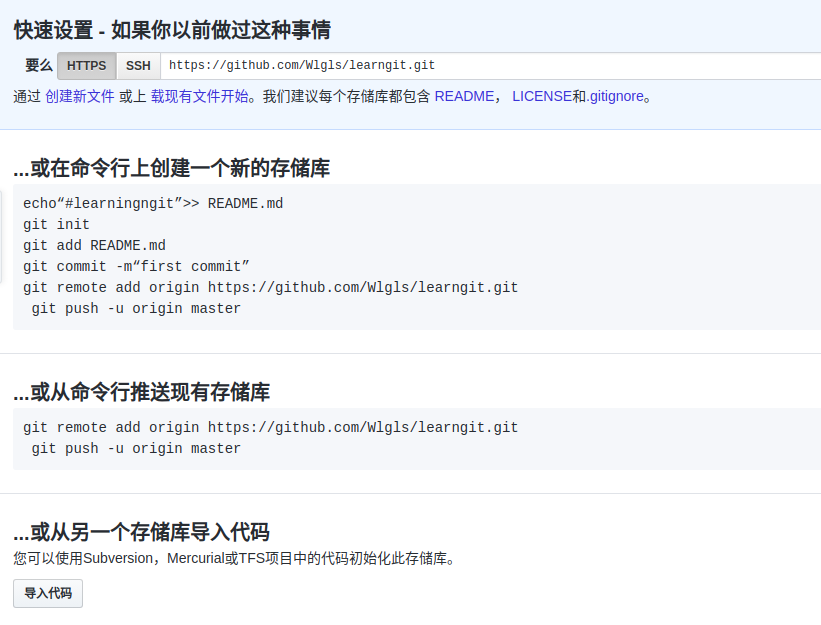 快速设置 - 如果你以前做过这种事情
要么 HTTPS SSH https://github.com/Wlgls/learngit.git
通过 创建新文件 或上 载现有文件开始。我们建议每个存储库都包含 README， LICENSE和.gitignore。
...或在命令行上创建一个新的存储库
echo“#learningngit”>> README.md
git init
git add README.md
git commit -m“first commit”
git remote add origin https://github.com/Wlgls/learngit.git
git push -u origin master
...或从命令行推送现有存储库
git remote add origin https://github.com/Wlgls/learngit.git
git push -u origin master
...或从另一个存储库导入代码
您可以使用Subversion，Mercurial或TFS项目中的代码初始化此存储库。
导入代码